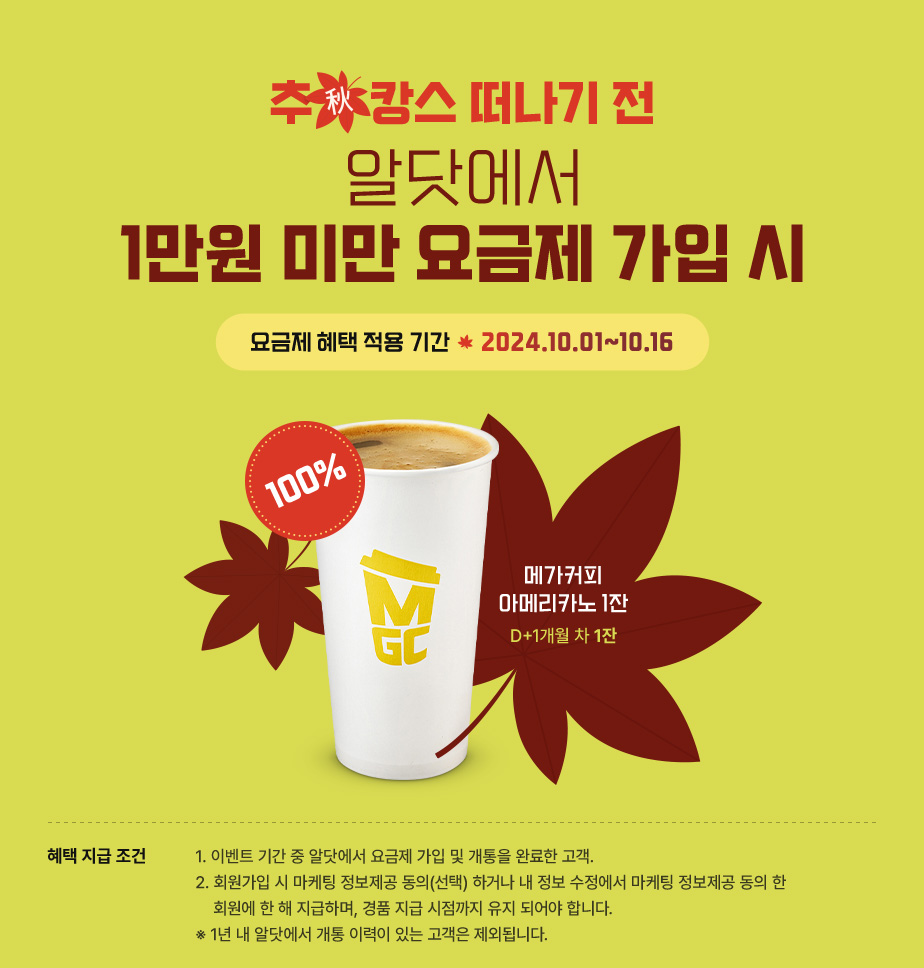 추秋캉스 떠나기 전
알닷에서
1만원 미만 요금제 가입 시
요금제 혜택 적용 기간 2024.10.01~10.16
100%
MGC
메가커피
아메리카노 1잔
D+1개월 차 1잔
혜택 지급 조건
1. 이벤트 기간 중 알닷에서 요금제 가입 및 개통을 완료한 고객.
2. 회원가입 시 마케팅 정보제공 동의(선택) 하거나 내 정보 수정에서 마케팅 정보제공 동의 한
회원에 한 해 지급하며, 경품 지급 시점까지 유지 되어야 합니다.
※ 1년 내 알닷에서 개통 이력이 있는 고객은 제외됩니다.